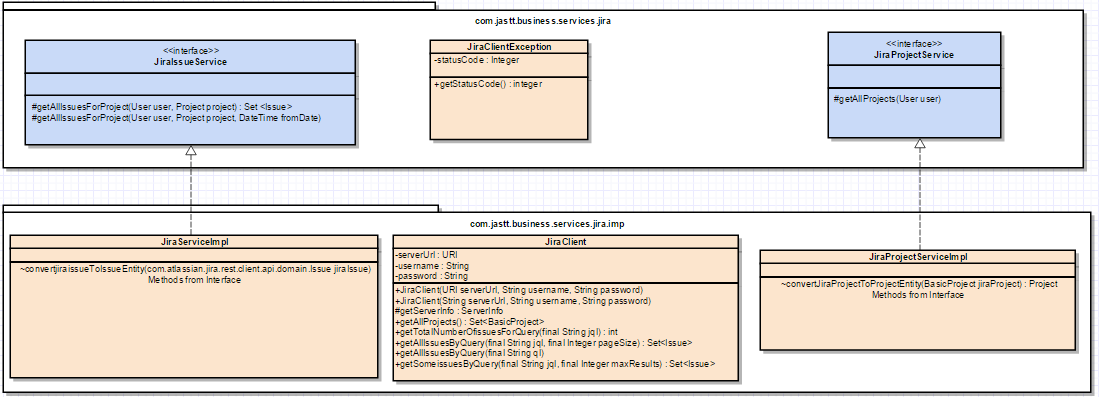 com.jastt.business.services.jira
<<interface>>
JiraIssueService
#getAllIssuesForProject(User user, Project project) : Set <Issue>
#getAllIssuesForProject(User user, Project project, DateTime fromDate)
JiraClientException
-statusCode : Integer
+getStatusCode() : integer
<<interface>>
JiraProjectService
#getAllProjects(User user)
com.jastt.business.services.jira.imp
JiraServiceImpl
~convertjiraissueToIssueEntity(com.atlassian.jira.rest.client.api.domain.Issue jiraIssue)
Methods from Interface
JiraClient
-serverUrl : URI
-username : String
-password : String
+JiraClient(URI serverUrl, String username, String password)
+JiraClient(String serverUrl, String username, String password)
#getServerInfo : ServerInfo
+getAllProjects() : Set<BasicProject>
+getTotalNumberOfissuesForQuery(final String jql) : int
+getAllIssuesByQuery(final String jql, final Integer pageSize) : Set<Issue>
+getAllIssuesByQuery(final String ql)
+getSomeissuesByQuery(final String jql, final Integer maxResults) : Set<Issue>
JiraProjectServiceImpl
~convertJiraProjectToProjectEntity(BasicProject jiraProject) : Project
Methods from Interface